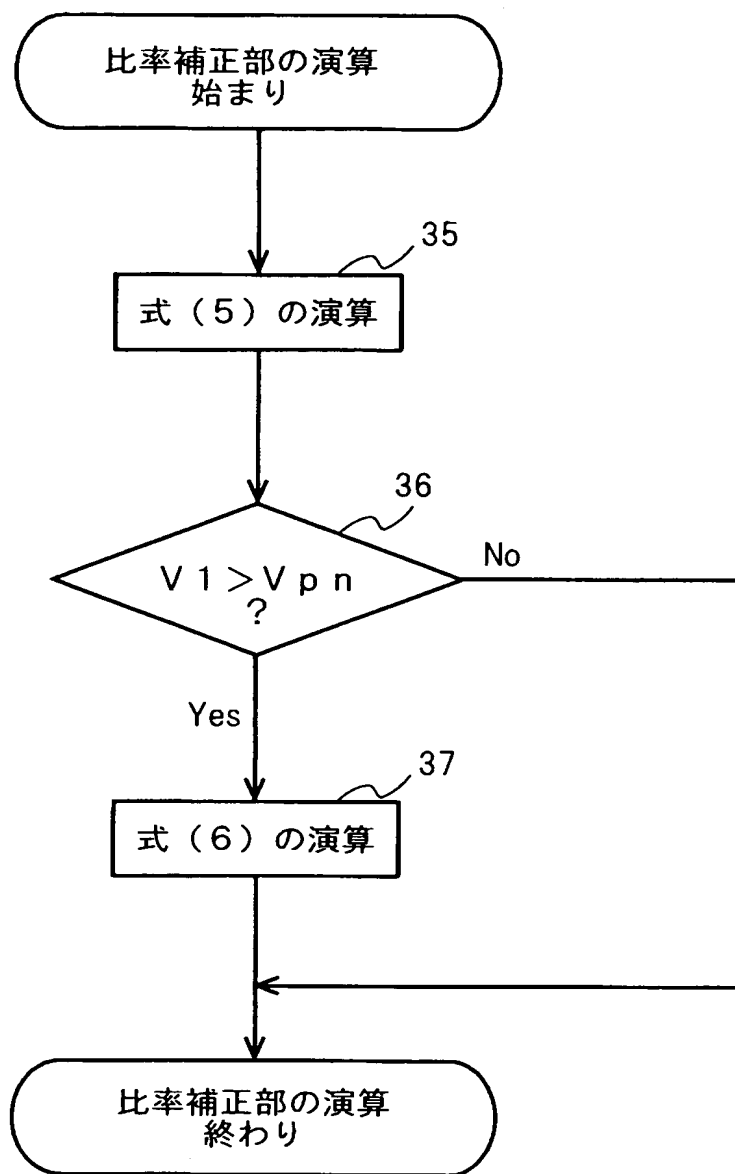 比率補正部の演算
始まり
35
式（５）の演算
36
Ｖ１＞Ｖｐｎ
？
No
Yes
37
式（６）の演算
比率補正部の演算
終わり